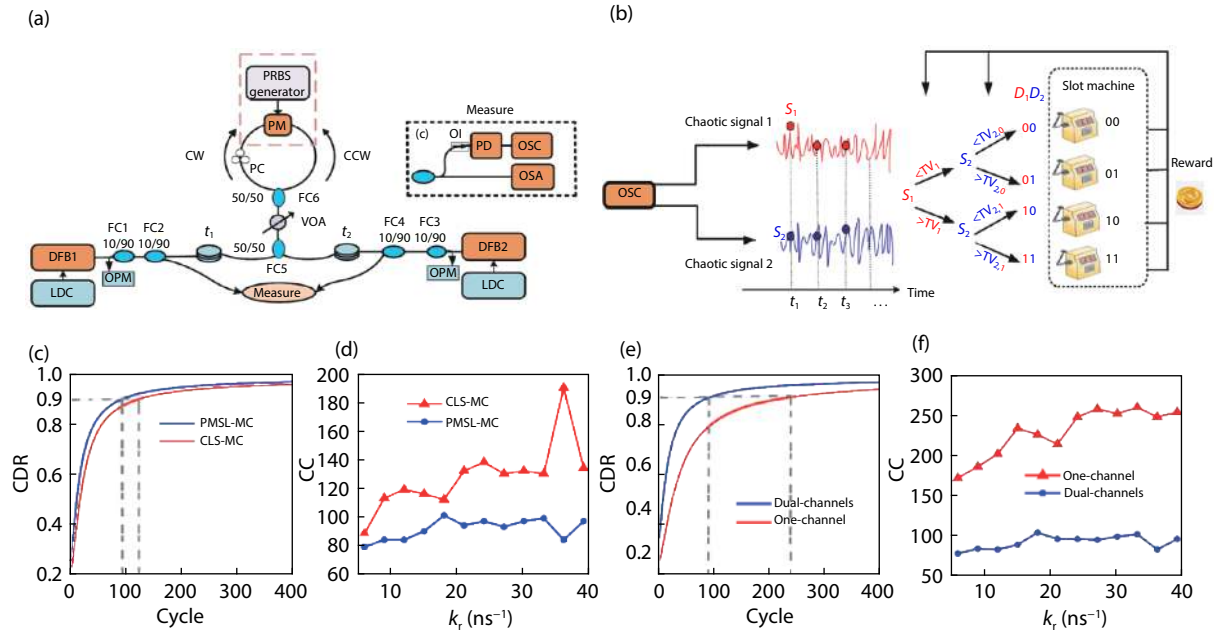 (a)
PRBS
generator
PM
CW
CCW
PC
50/50
FC6
VOA
FC1 FC2
10/90 10/90
t1
50/50
t2
FC4 FC3
10/90 10/90
DFB1
FC5
DFB2
OPM
OPM
LDC
Measure
LDC
Measure
(c)
OI
PD
OSC
OSA
(b)
OSC
Chaotic signal 1
S1
Chaotic signal 2
S2
t1 t2 t3 ...
Time
D1D2
Slot machine
S1
<TV1
>TV1
S2
<TV2,0
>TV2,0
S2
<TV2,1
>TV2,1
00
01
10
11
00
01
10
11
Reward
(c)
CDR
1.0
0.9
0.8
0.6
0.4
0.2
PMSL-MC
CLS-MC
0 100 200 300 400
Cycle
(d)
CC
200
180
160
140
120
100
80
60
CLS-MC
PMSL-MC
10 20 30 40
kr (ns−1)
(e)
CDR
1.0
0.9
0.8
0.6
0.4
0.2
Dual-channels
One-channel
0 100 200 300 400
Cycle
(f)
CC
300
250
200
150
100
50
One-channel
Dual-channels
10 20 30 40
kr (ns−1)